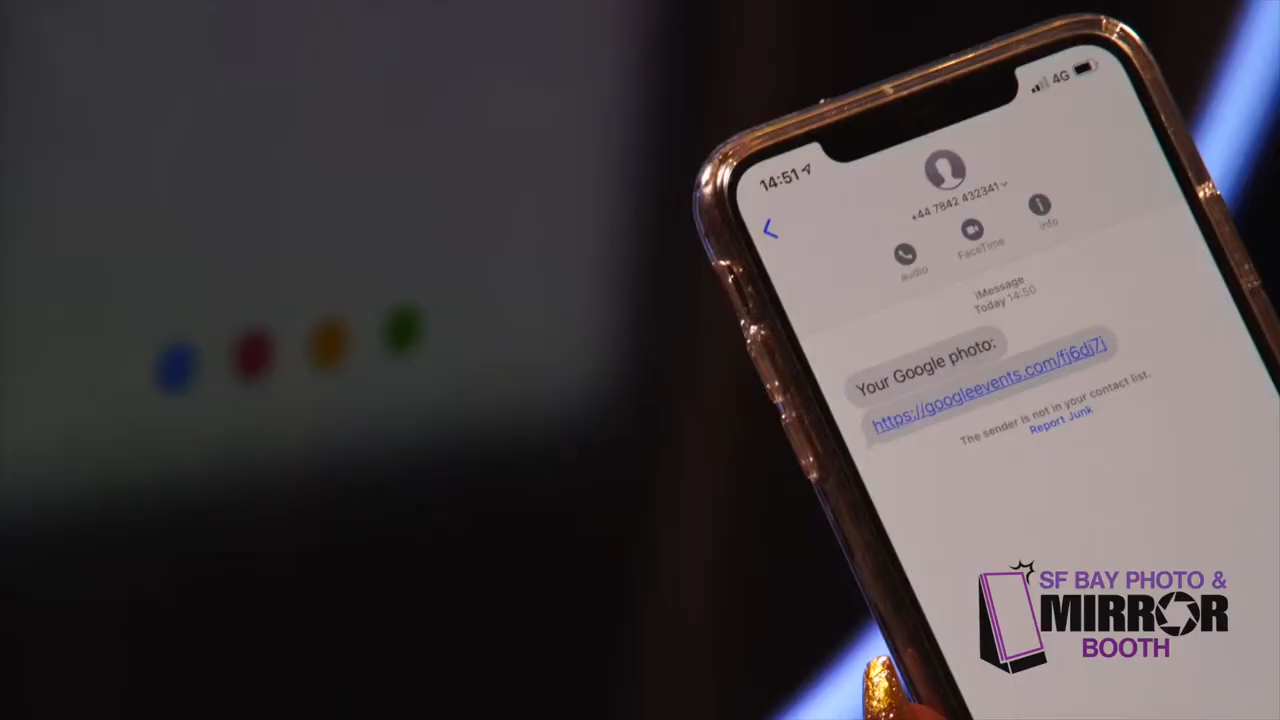 14:51
4G
+44 7842 432341
audio
FaceTime
info
iMessage
Today 14:50
Your Google photo:
https://googleevents.com/fj6dj7j
The sender is not in your contact list.
Report Junk
SF BAY PHOTO &
MIRROR
BOOTH